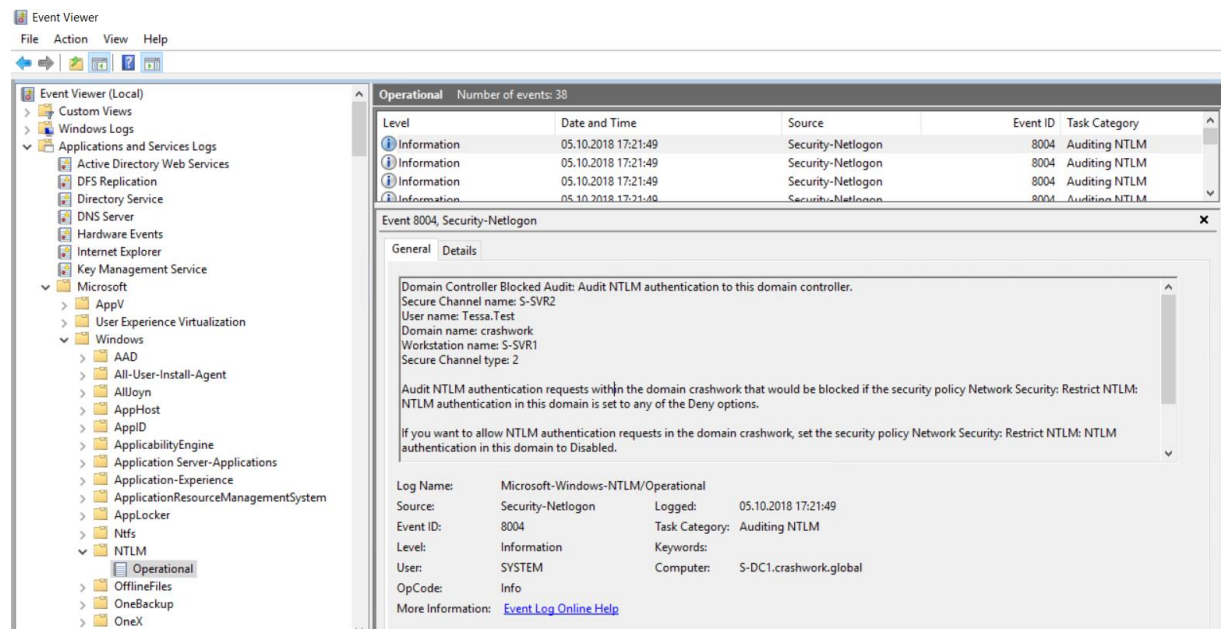 Event Viewer
File Action View Help
Event Viewer (Local)
Custom Views
Windows Logs
Applications and Services Logs
Active Directory Web Services
DFS Replication
Directory Service
DNS Server
Hardware Events
Internet Explorer
Key Management Service
Microsoft
AppV
User Experience Virtualization
Windows
AAD
All-User-Install-Agent
AllJoyn
AppHost
AppID
ApplicabilityEngine
Application Server-Applications
Application-Experience
ApplicationResourceManagementSystem
AppLocker
Ntfs
NTLM
Operational
OfflineFiles
OneBackup
OneX
Operational Number of events: 38
Level Date and Time Source Event ID Task Category
Information 05.10.2018 17:21:49 Security-Netlogon 8004 Auditing NTLM
Information 05.10.2018 17:21:49 Security-Netlogon 8004 Auditing NTLM
Information 05.10.2018 17:21:49 Security-Netlogon 8004 Auditing NTLM
Information 05.10.2018 17:21:49 Security-Netlogon 8004 Auditing NTLM
Event 8004, Security-Netlogon
General Details
Domain Controller Blocked Audit: Audit NTLM authentication to this domain controller.
Secure Channel name: S-SVR2
User name: Tessa.Test
Domain name: crashwork
Workstation name: S-SVR1
Secure Channel type: 2
Audit NTLM authentication requests within the domain crashwork that would be blocked if the security policy Network Security: Restrict NTLM:
NTLM authentication in this domain is set to any of the Deny options.
If you want to allow NTLM authentication requests in the domain crashwork, set the security policy Network Security: Restrict NTLM: NTLM
authentication in this domain to Disabled.
Log Name: Microsoft-Windows-NTLM/Operational
Source: Security-Netlogon Logged: 05.10.2018 17:21:49
Event ID: 8004 Task Category: Auditing NTLM
Level: Information Keywords:
User: SYSTEM Computer: S-DC1.crashwork.global
OpCode: Info
More Information: Event Log Online Help